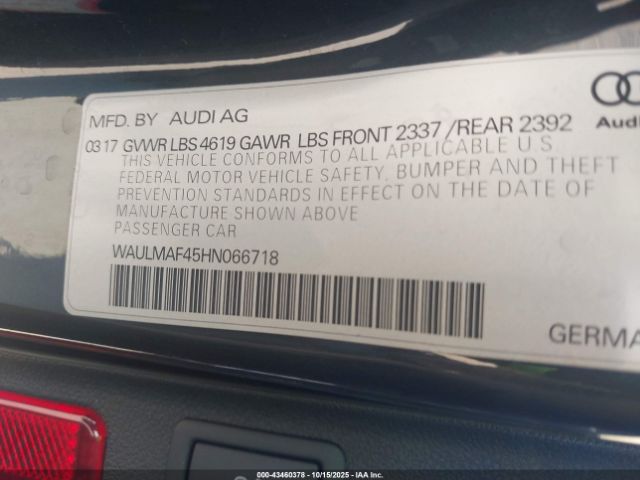 MFD. BY AUDI AG
0317 GVWR LBS 4619 GAWR LBS FRONT 2337 /REAR 2392
THIS VEHICLE CONFORMS TO ALL APPLICABLE U.S
FEDERAL MOTOR VEHICLE SAFETY, BUMPER AND THEFT
PREVENTION STANDARDS IN EFFECT ON THE DATE OF
MANUFACTURE SHOWN ABOVE
PASSENGER CAR
WAULMAF45HN066718
Audi
GERMA
000-43460378 - 10/15/2025 - Copyright IAA, Inc.